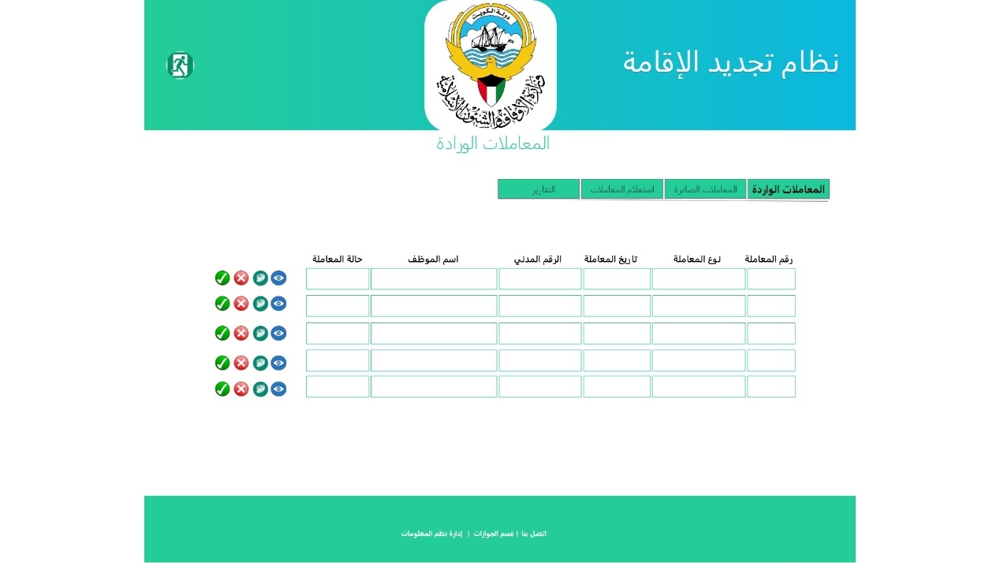 دولة الكويت
وزارة الأوقاف والشئون الإسلامية
نظام تجديد الإقامة
المعاملات الورادة
المعاملات الواردة المعاملات الصادرة استعلام المعاملات التقارير
رقم المعاملة نوع المعاملة تاريخ المعاملة الرقم المدني اسم الموظف حالة المعاملة
اتصل بنا | قسم الجوازات | إدارة نظم المعلومات